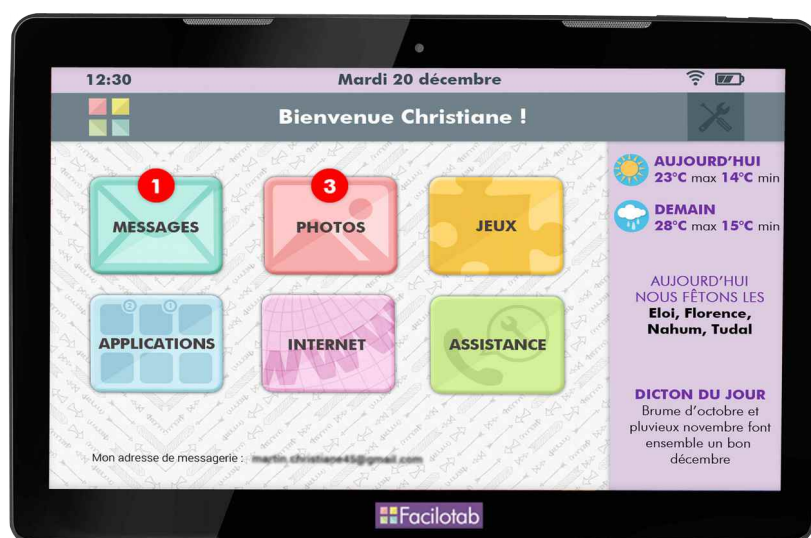 12:30
Mardi 20 décembre
Bienvenue Christiane !
1
MESSAGES
3
PHOTOS
JEUX
APPLICATIONS
INTERNET
ASSISTANCE
Mon adresse de messagerie :
AUJOURD'HUI
23°C max 14°C min
DEMAIN
28°C max 15°C min
AUJOURD'HUI
NOUS FÊTONS LES
Eloi, Florence,
Nahum, Tudal
DICTON DU JOUR
Brume d'octobre et
pluvieux novembre font
ensemble un bon
décembre
Facilotab